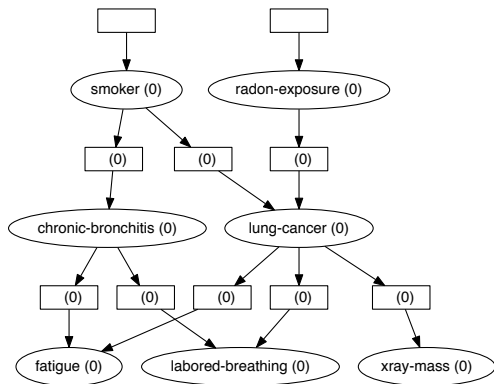 smoker (0)
radon-exposure (0)
(0)
(0)
(0)
chronic-bronchitis (0)
lung-cancer (0)
(0)
(0)
(0)
(0)
(0)
fatigue (0)
labored-breathing (0)
xray-mass (0)